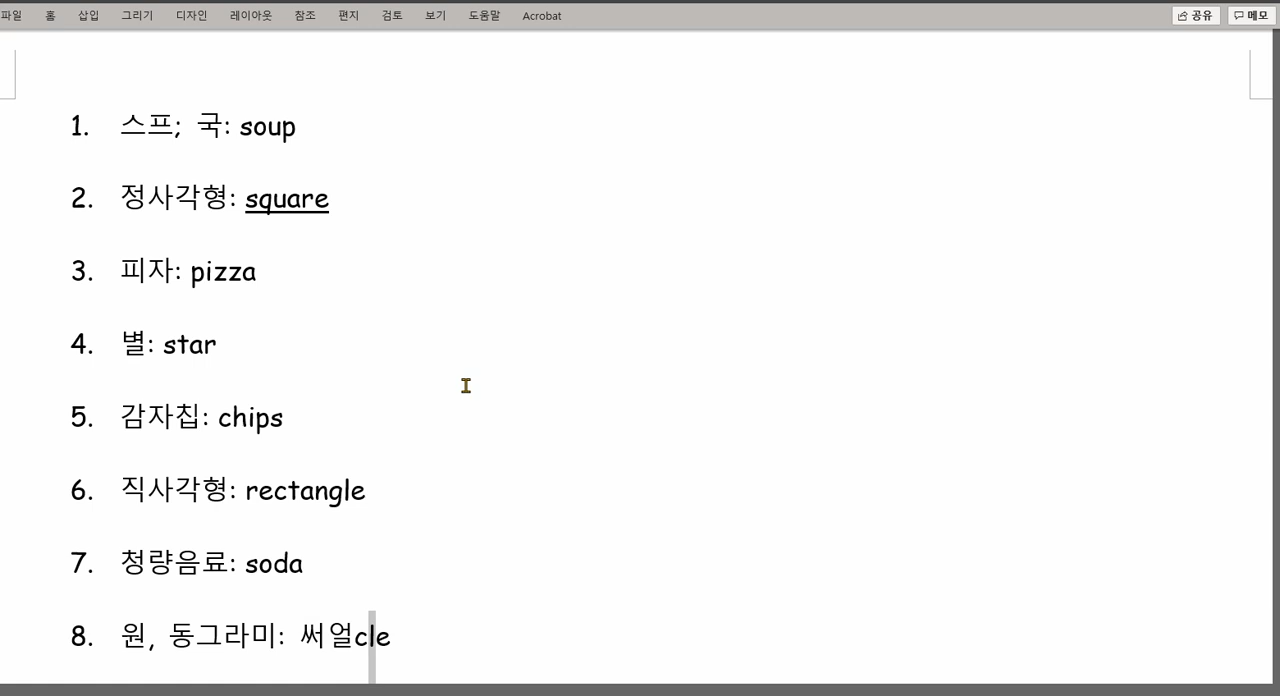 파일 홈 삽입 그리기 디자인 레이아웃 참조 편지 검토 보기 도움말 Acrobat 공유 메모
1. 스프; 국: soup
2. 정사각형: square
3. 피자: pizza
4. 별: star
5. 감자칩: chips
6. 직사각형: rectangle
7. 청량음료: soda
8. 원, 동그라미: 써얼cle